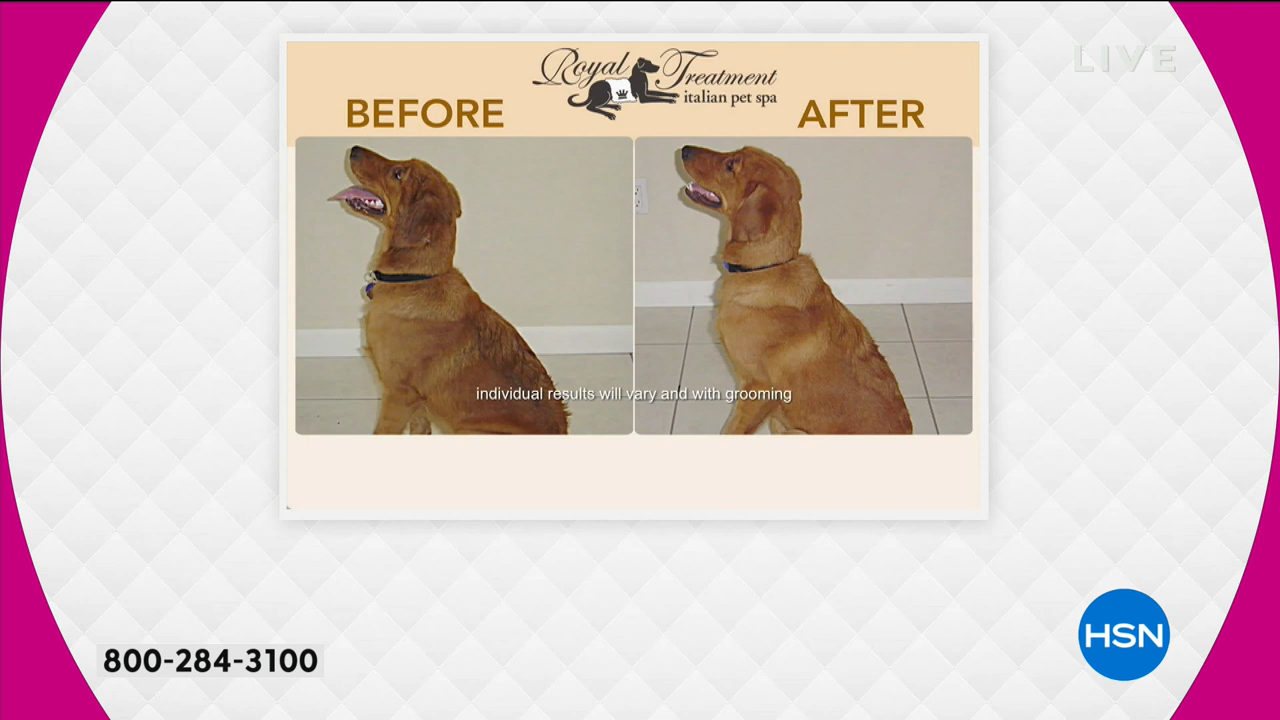 LIVE
Royal Treatment
italian pet spa
BEFORE
AFTER
individual results will vary and with grooming
800-284-3100
HSN